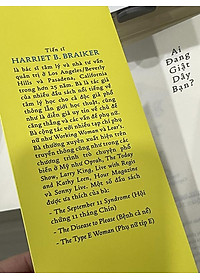 Tiến sĩ
HARRIET B. BRAIKER
là bác sĩ tâm lý và nhà tư vấn
quản trị ở Los Angeles/Beverly
Hills và Pasadena, California
trong hơn 25 năm. Bà là tác giả
của nhiều đầu sách nổi tiếng về
tâm lý học cho cả độc giả phổ
thông lẫn giới học thuật, cũng
như là diễn giả uy tín về chủ đề
căng thẳng và các vấn đề phụ nữ.
Bà cộng tác với nhiều tạp chí phụ
nữ như Working Woman và Lear's.
Bà thường xuyên xuất hiện trên
truyền thông cũng như trong các
chương trình trò chuyện phổ
biến ở Mỹ như Oprah, The Today
Show, Larry King, Live with Regis
and Kathy Lern, Hour Magazine
và Sonny Live. Một số đầu sách
được ưa thích của bà:
- The September 11 Syndrome (Hội
chứng 11 tháng Chín)
- The Disease to Please (Bệnh cả nể)
- The Type E Woman (Phụ nữ típ E)
Ai
Đang
Giật
Dây
Bạn?